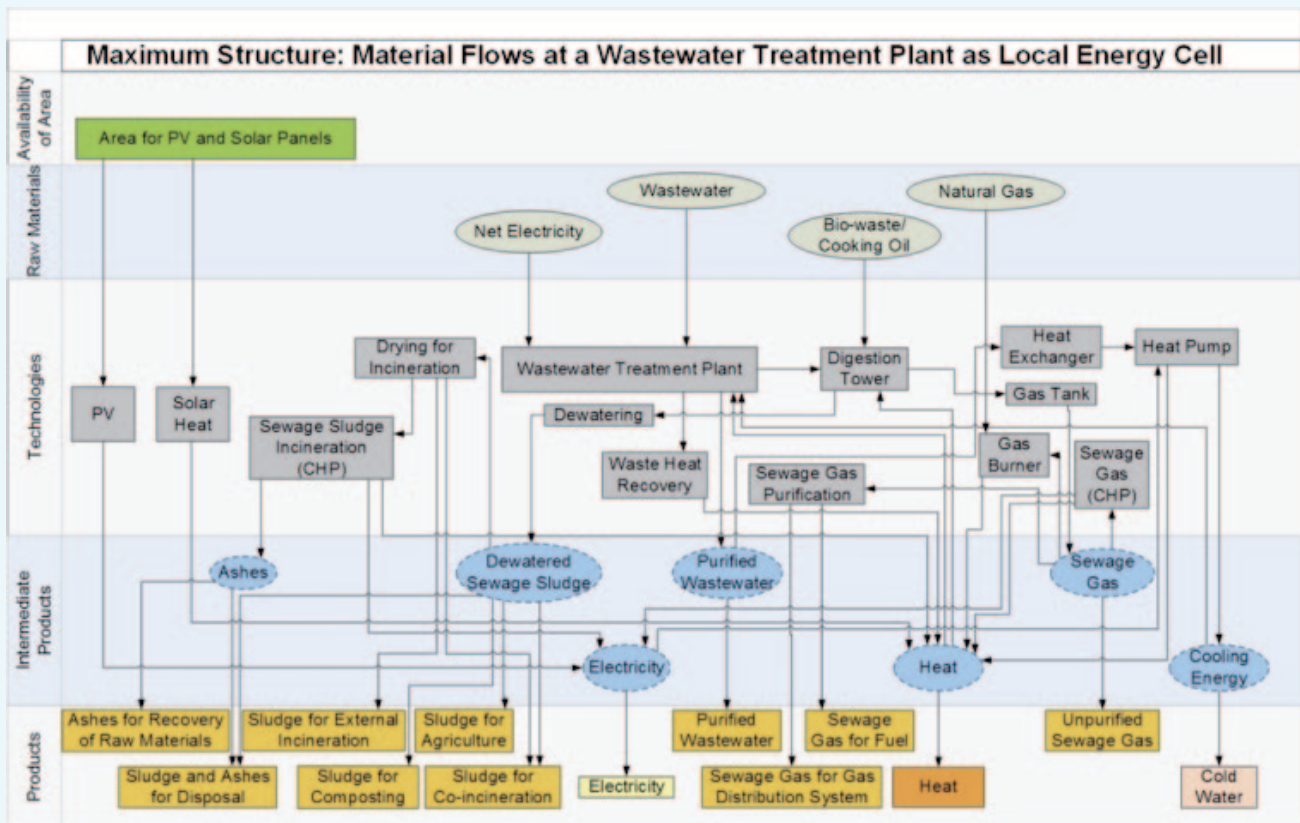 Maximum Structure: Material Flows at a Wastewater Treatment Plant as Local Energy Cell
Availability
of Area
Area for PV and Solar Panels
Raw Materials
Wastewater
Natural Gas
Net Electricity
Bio-waste/
Cooking Oil
Technologies
Drying for
Incineration
Wastewater Treatment Plant
Digestion
Tower
Heat
Exchanger
Heat Pump
PV
Solar
Heat
Gas Tank
Sewage Sludge
Incineration
(CHP)
Dewatering
Waste Heat
Recovery
Sewage Gas
Purification
Gas
Burner
Sewage
Gas
(CHP)
Intermediate
Products
Ashes
Dewatered
Sewage Sludge
Purified
Wastewater
Sewage
Gas
Electricity
Heat
Cooling
Energy
Products
Ashes for Recovery
of Raw Materials
Sludge for External
Incineration
Sludge for
Agriculture
Purified
Wastewater
Sewage
Gas for Fuel
Unpurified
Sewage Gas
Sludge and Ashes
for Disposal
Sludge for
Composting
Sludge for
Co-incineration
Electricity
Sewage Gas for Gas
Distribution System
Heat
Cold
Water